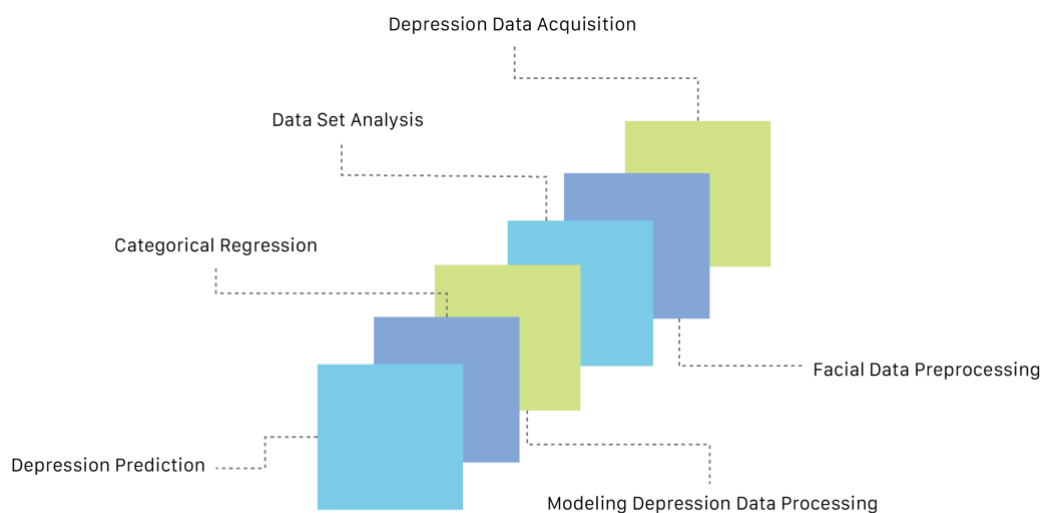 Depression Data Acquisition
Data Set Analysis
Categorical Regression
Facial Data Preprocessing
Depression Prediction
Modeling Depression Data Processing